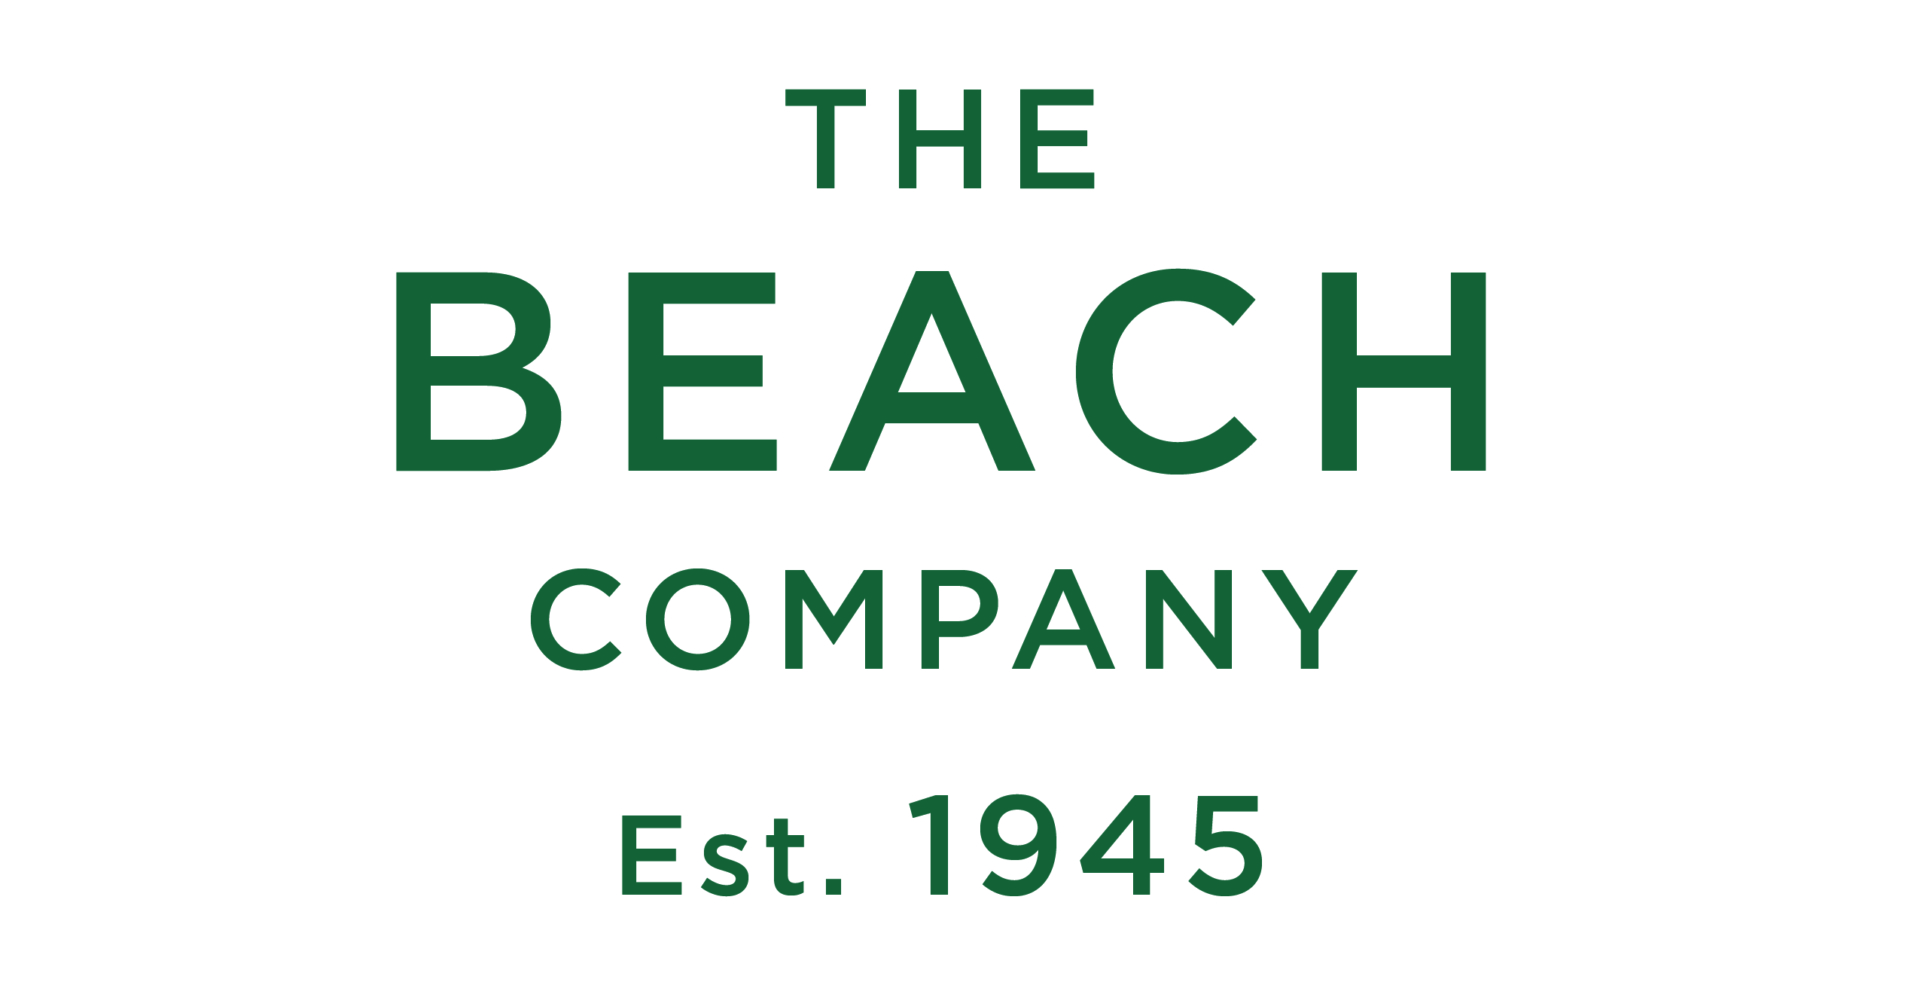 THE
BEACH
COMPANY
Est. 1945